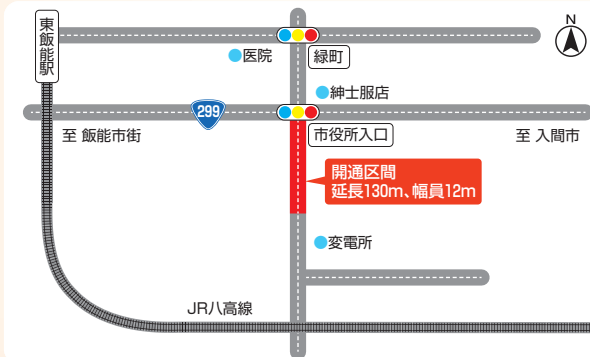 東飯能駅
N
医院
緑町
紳士服店
299
市役所入口
至 飯能市街
至 入間市
開通区間
延長130m、幅員12m
変電所
JR八高線